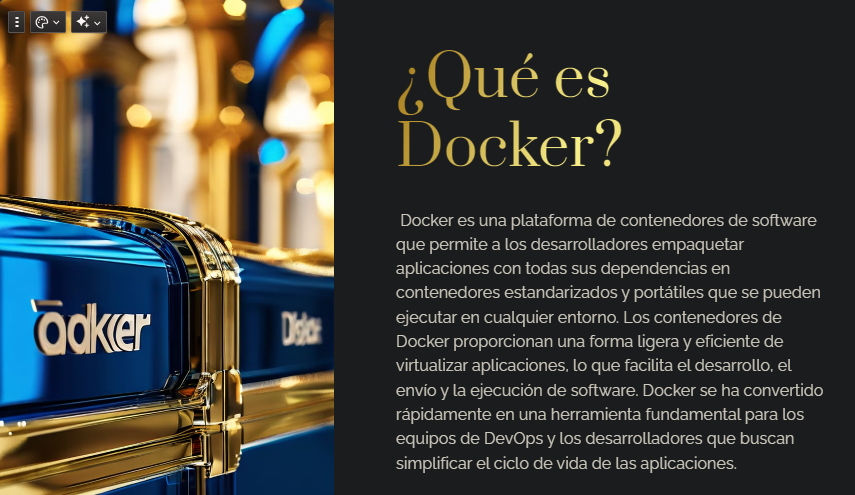 ¿Qué es
Docker?
Docker es una plataforma de contenedores de software
que permite a los desarrolladores empaquetar
aplicaciones con todas sus dependencias en
contenedores estandarizados y portátiles que se pueden
ejecutar en cualquier entorno. Los contenedores de
Docker proporcionan una forma ligera y eficiente de
virtualizar aplicaciones, lo que facilita el desarrollo, el
envío y la ejecución de software. Docker se ha convertido
rápidamente en una herramienta fundamental para los
equipos de DevOps y los desarrolladores que buscan
simplificar el ciclo de vida de las aplicaciones.